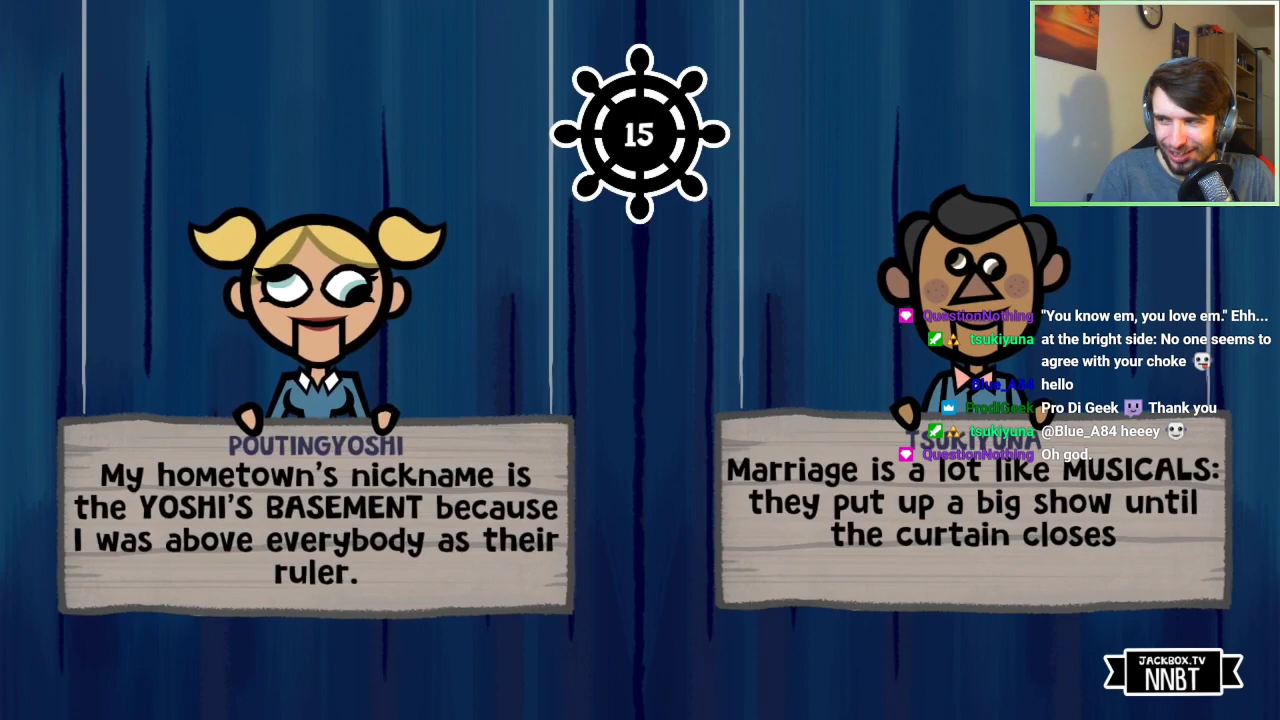 15
POUTINGYOSHI
My hometown's nickname is
the YOSHI'S BASEMENT because
I was above everybody as their
ruler.
TSUKIYUNA
Marriage is a lot like MUSICALS:
they put up a big show until
the curtain closes
QuestionNothing "You know em, you love em." Ehh...
tsukiyuna at the bright side: No one seems to
agree with your choke
Blue_A84 hello
ProdiGeek Pro Di Geek Thank you
tsukiyuna @Blue_A84 heeey
QuestionNothing Oh god.
JACKBOX.TV
NNBT